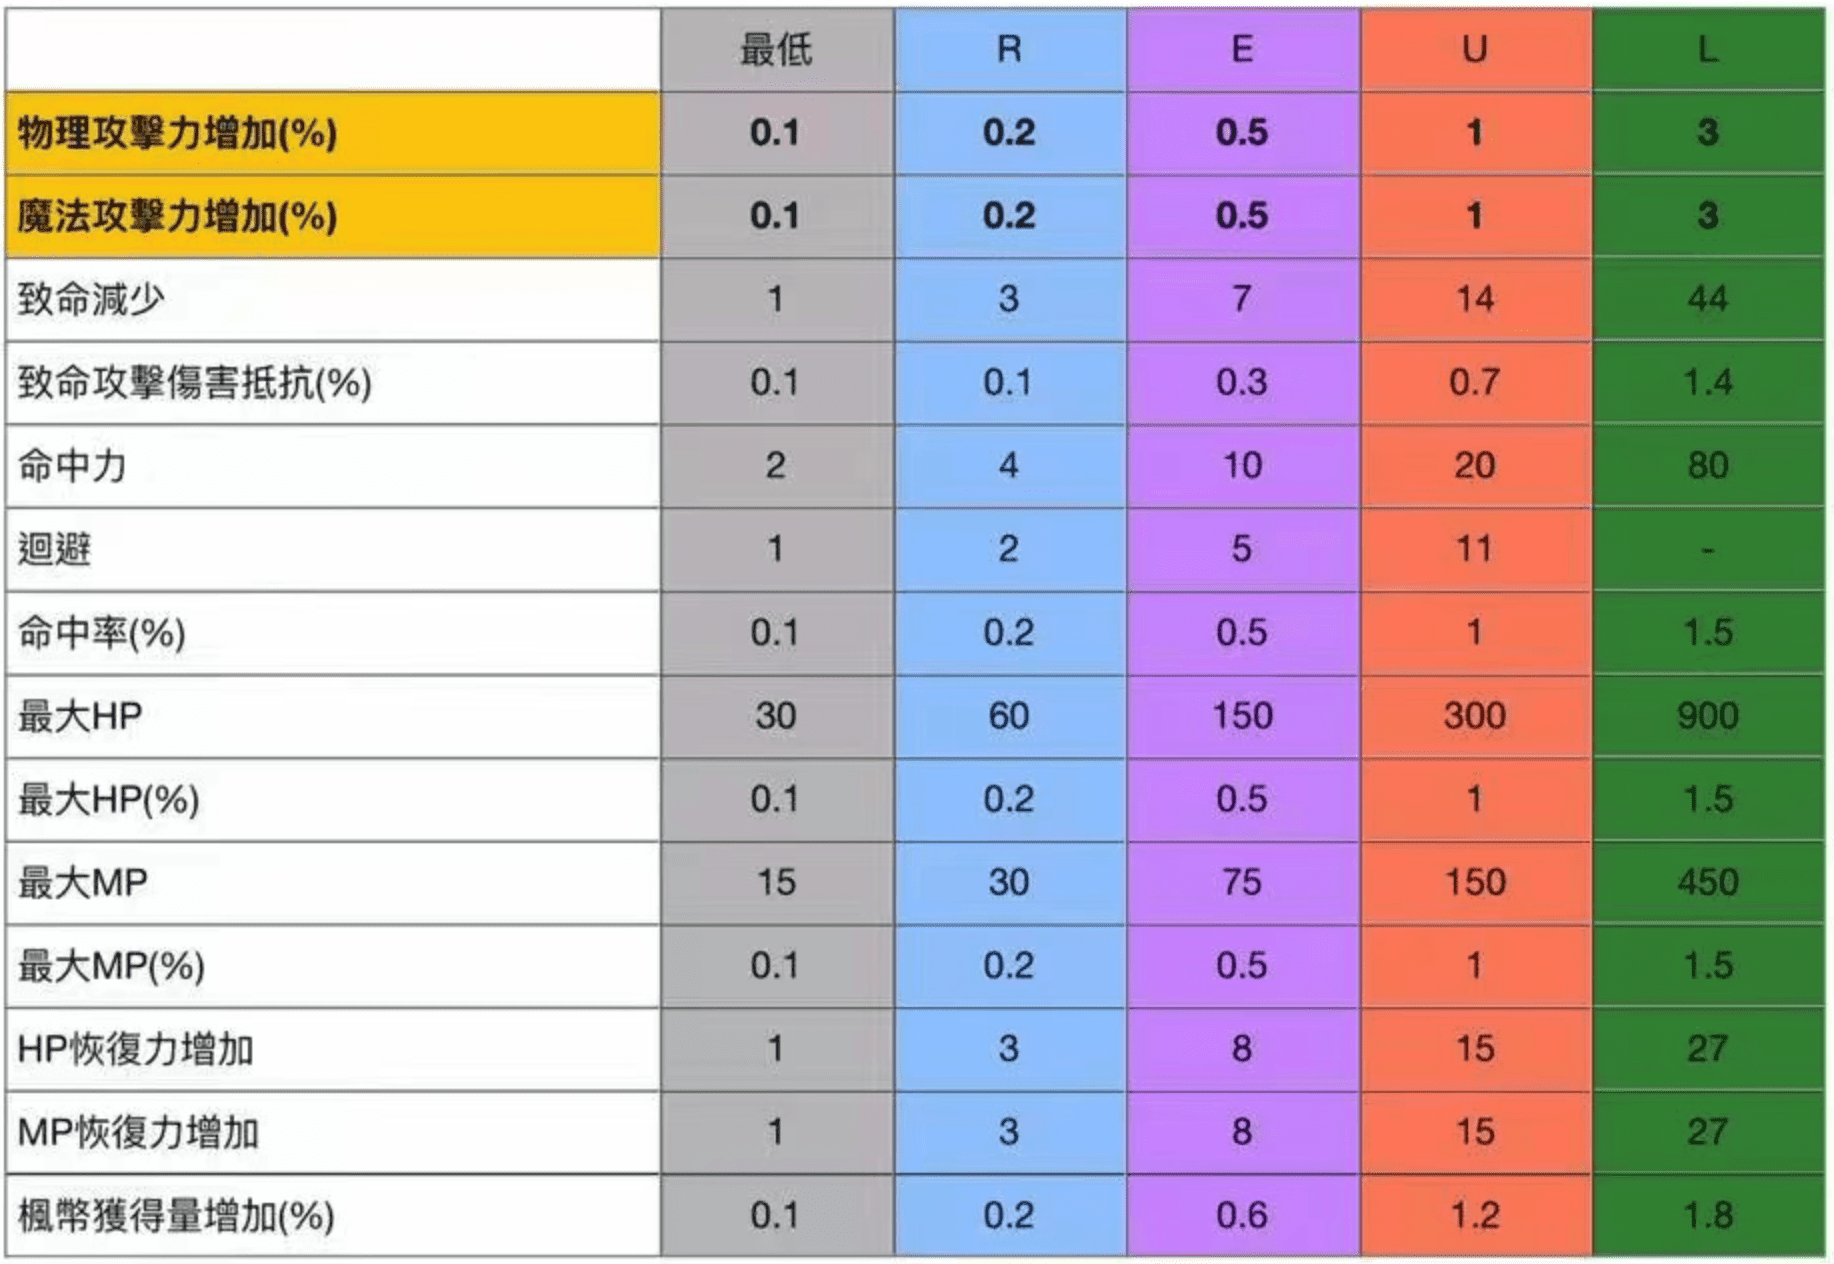 最低 R E U L
物理攻擊力增加(%) 0.1 0.2 0.5 1 3
魔法攻擊力增加(%) 0.1 0.2 0.5 1 3
致命減少 1 3 7 14 44
致命攻擊傷害抵抗(%) 0.1 0.1 0.3 0.7 1.4
命中力 2 4 10 20 80
迴避 1 2 5 11 -
命中率(%) 0.1 0.2 0.5 1 1.5
最大HP 30 60 150 300 900
最大HP(%) 0.1 0.2 0.5 1 1.5
最大MP 15 30 75 150 450
最大MP(%) 0.1 0.2 0.5 1 1.5
HP恢復力增加 1 3 8 15 27
MP恢復力增加 1 3 8 15 27
楓幣獲得量增加(%) 0.1 0.2 0.6 1.2 1.8